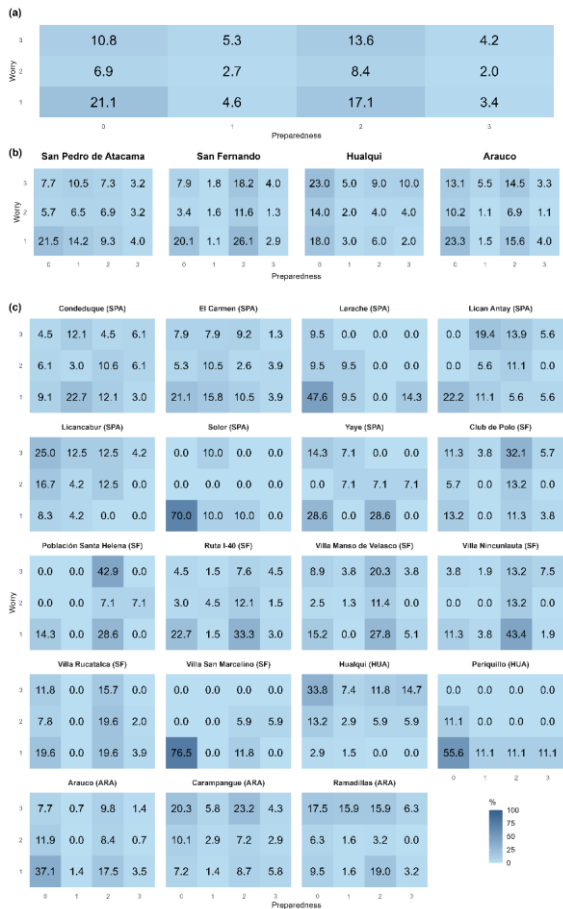 (a)
3 10.8 5.3 13.6 4.2
Worry
2 6.9 2.7 8.4 2.0
1 21.1 4.6 17.1 3.4
0 1 2 3
Preparedness
(b)
San Pedro de Atacama San Fernando Hualqui Arauco
3 7.7 10.5 7.3 3.2 7.9 1.8 18.2 4.0 23.0 5.0 9.0 10.0 13.1 5.5 14.5 3.3
Worry
2 5.7 6.5 6.9 3.2 3.4 1.6 11.6 1.3 14.0 2.0 4.0 4.0 10.2 1.1 6.9 1.1
1 21.5 14.2 9.3 4.0 20.1 1.1 26.1 2.9 18.0 3.0 6.0 2.0 23.3 1.5 15.6 4.0
0 1 2 3 0 1 2 3 0 1 2 3 0 1 2 3
Preparedness
(c)
Condeduque (SPA) El Carmen (SPA) Larache (SPA) Lican Antay (SPA)
3 4.5 12.1 4.5 6.1 7.9 7.9 9.2 1.3 9.5 0.0 0.0 0.0 0.0 19.4 13.9 5.6
2 6.1 3.0 10.6 6.1 5.3 10.5 2.6 3.9 9.5 9.5 0.0 0.0 0.0 5.6 11.1 0.0
1 9.1 22.7 12.1 3.0 21.1 15.8 10.5 3.9 47.6 9.5 0.0 14.3 22.2 11.1 5.6 5.6
Licancabur (SPA) Solor (SPA) Yaye (SPA) Club de Polo (SF)
3 25.0 12.5 12.5 4.2 0.0 10.0 0.0 0.0 14.3 7.1 0.0 0.0 11.3 3.8 32.1 5.7
2 16.7 4.2 12.5 0.0 0.0 0.0 0.0 0.0 0.0 7.1 7.1 7.1 5.7 0.0 13.2 0.0
1 8.3 4.2 0.0 0.0 70.0 10.0 10.0 0.0 28.6 0.0 28.6 0.0 13.2 0.0 11.3 3.8
Población Santa Helena (SF) Ruta I-40 (SF) Villa Manso de Velasco (SF) Villa Nincunlauta (SF)
3 0.0 0.0 42.9 0.0 4.5 1.5 7.6 4.5 8.9 3.8 20.3 3.8 3.8 1.9 13.2 7.5
Worry
2 0.0 0.0 7.1 7.1 3.0 4.5 12.1 1.5 2.5 1.3 11.4 0.0 0.0 0.0 13.2 0.0
1 14.3 0.0 28.6 0.0 22.7 1.5 33.3 3.0 15.2 0.0 27.8 5.1 11.3 3.8 43.4 1.9
Villa Rucatalca (SF) Villa San Marcelino (SF) Hualqui (HUA) Periquillo (HUA)
3 11.8 0.0 15.7 0.0 0.0 0.0 0.0 0.0 33.8 7.4 11.8 14.7 0.0 0.0 0.0 0.0
2 7.8 0.0 19.6 2.0 0.0 0.0 5.9 5.9 13.2 2.9 5.9 5.9 11.1 0.0 0.0 0.0
1 19.6 0.0 19.6 3.9 76.5 0.0 11.8 0.0 2.9 1.5 0.0 0.0 55.6 11.1 11.1 11.1
0 1 2 3
Arauco (ARA) Carampangue (ARA) Ramadillas (ARA)
3 7.7 0.7 9.8 1.4 20.3 5.8 23.2 4.3 17.5 15.9 15.9 6.3
2 11.9 0.0 8.4 0.7 10.1 2.9 7.2 2.9 6.3 1.6 3.2 0.0
1 37.1 1.4 17.5 3.5 7.2 1.4 8.7 5.8 9.5 1.6 19.0 3.2
0 1 2 3 0 1 2 3 0 1 2 3
Preparedness
%
100
75
50
25
0